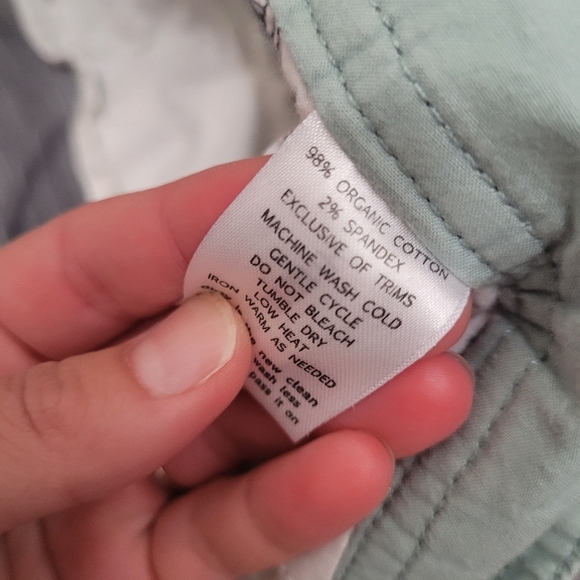 98% ORGANIC COTTON
2% SPANDEX
EXCLUSIVE OF TRIMS
MACHINE WASH COLD
GENTLE CYCLE
DO NOT BLEACH
TUMBLE DRY
LOW HEAT
IRON WARM AS NEEDED
new clean
wash less
pass it on